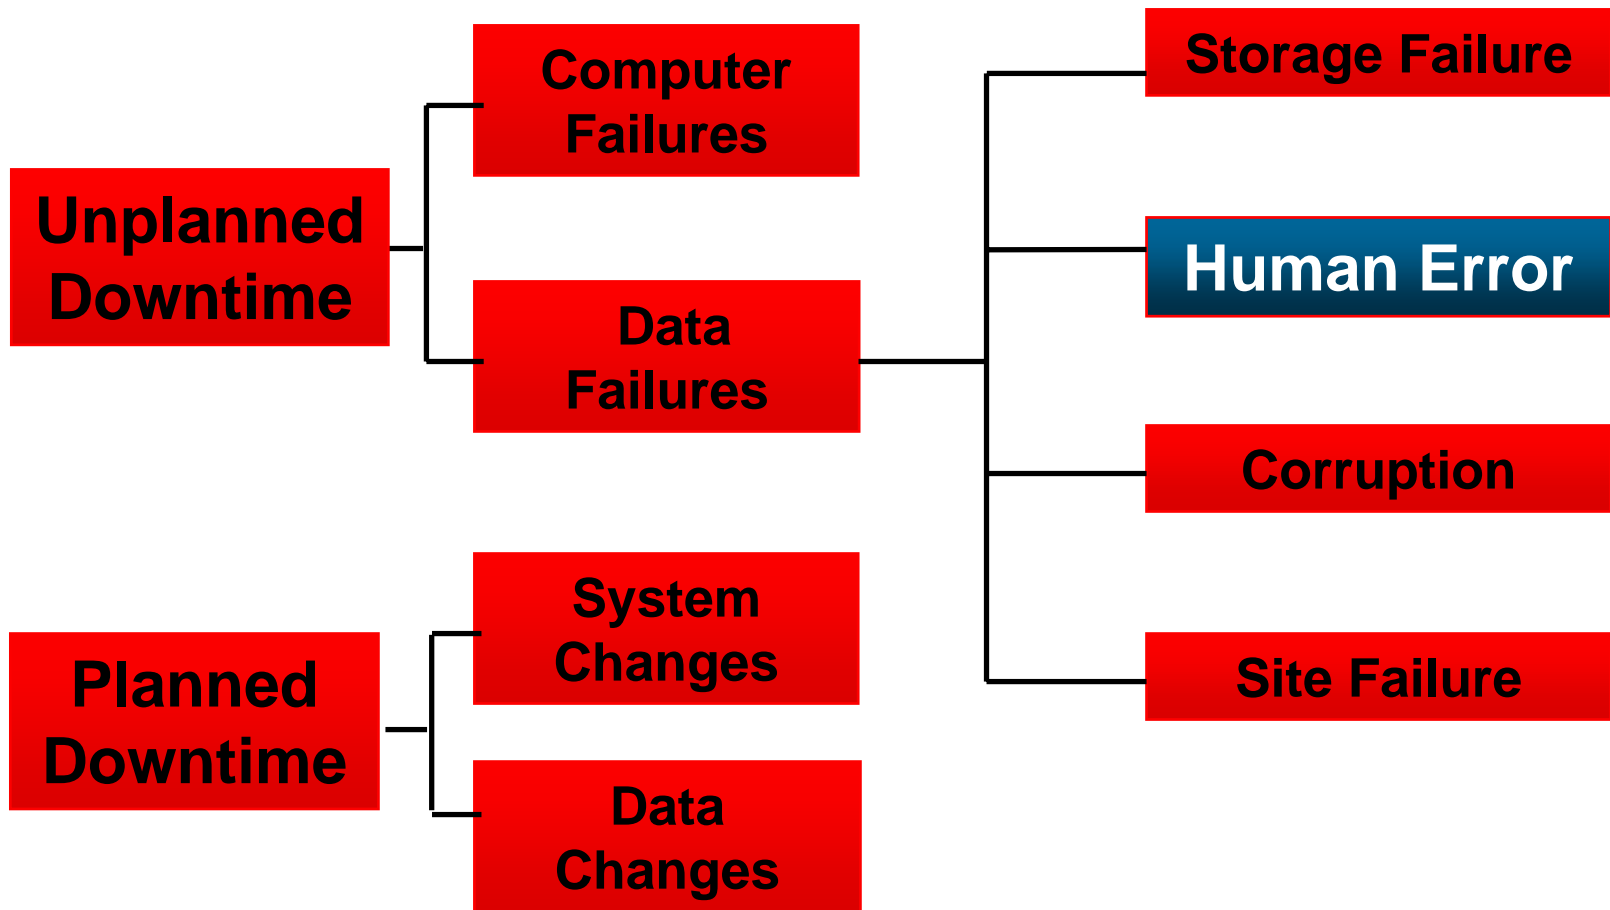 Unplanned
Downtime
Computer
Failures
Data
Failures
Storage Failure
Human Error
Corruption
Site Failure
Planned
Downtime
System
Changes
Data
Changes